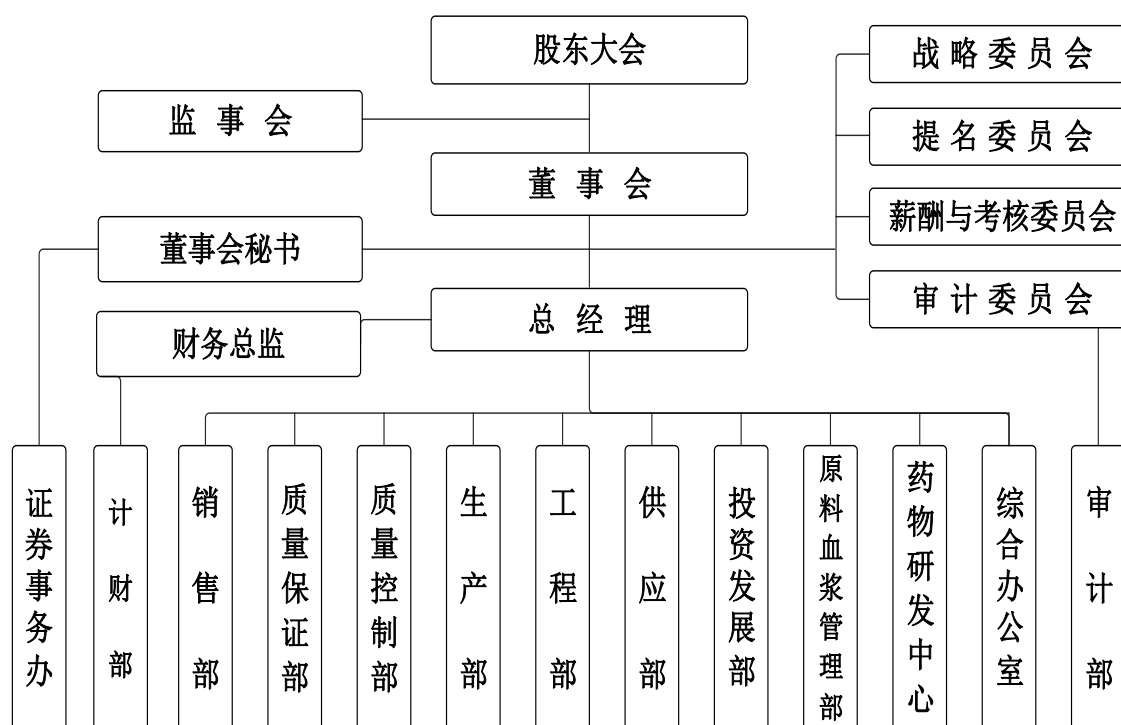 股东大会
战略委员会
监事会
提名委员会
董事会
薪酬与考核委员会
董事会秘书
审计委员会
总经理
财务总监
证券事务办
计财部
销售部
质量保证部
质量控制部
生产部
工程部
供应部
投资发展部
原料血浆管理部
药物研发中心
综合办公室
审计部